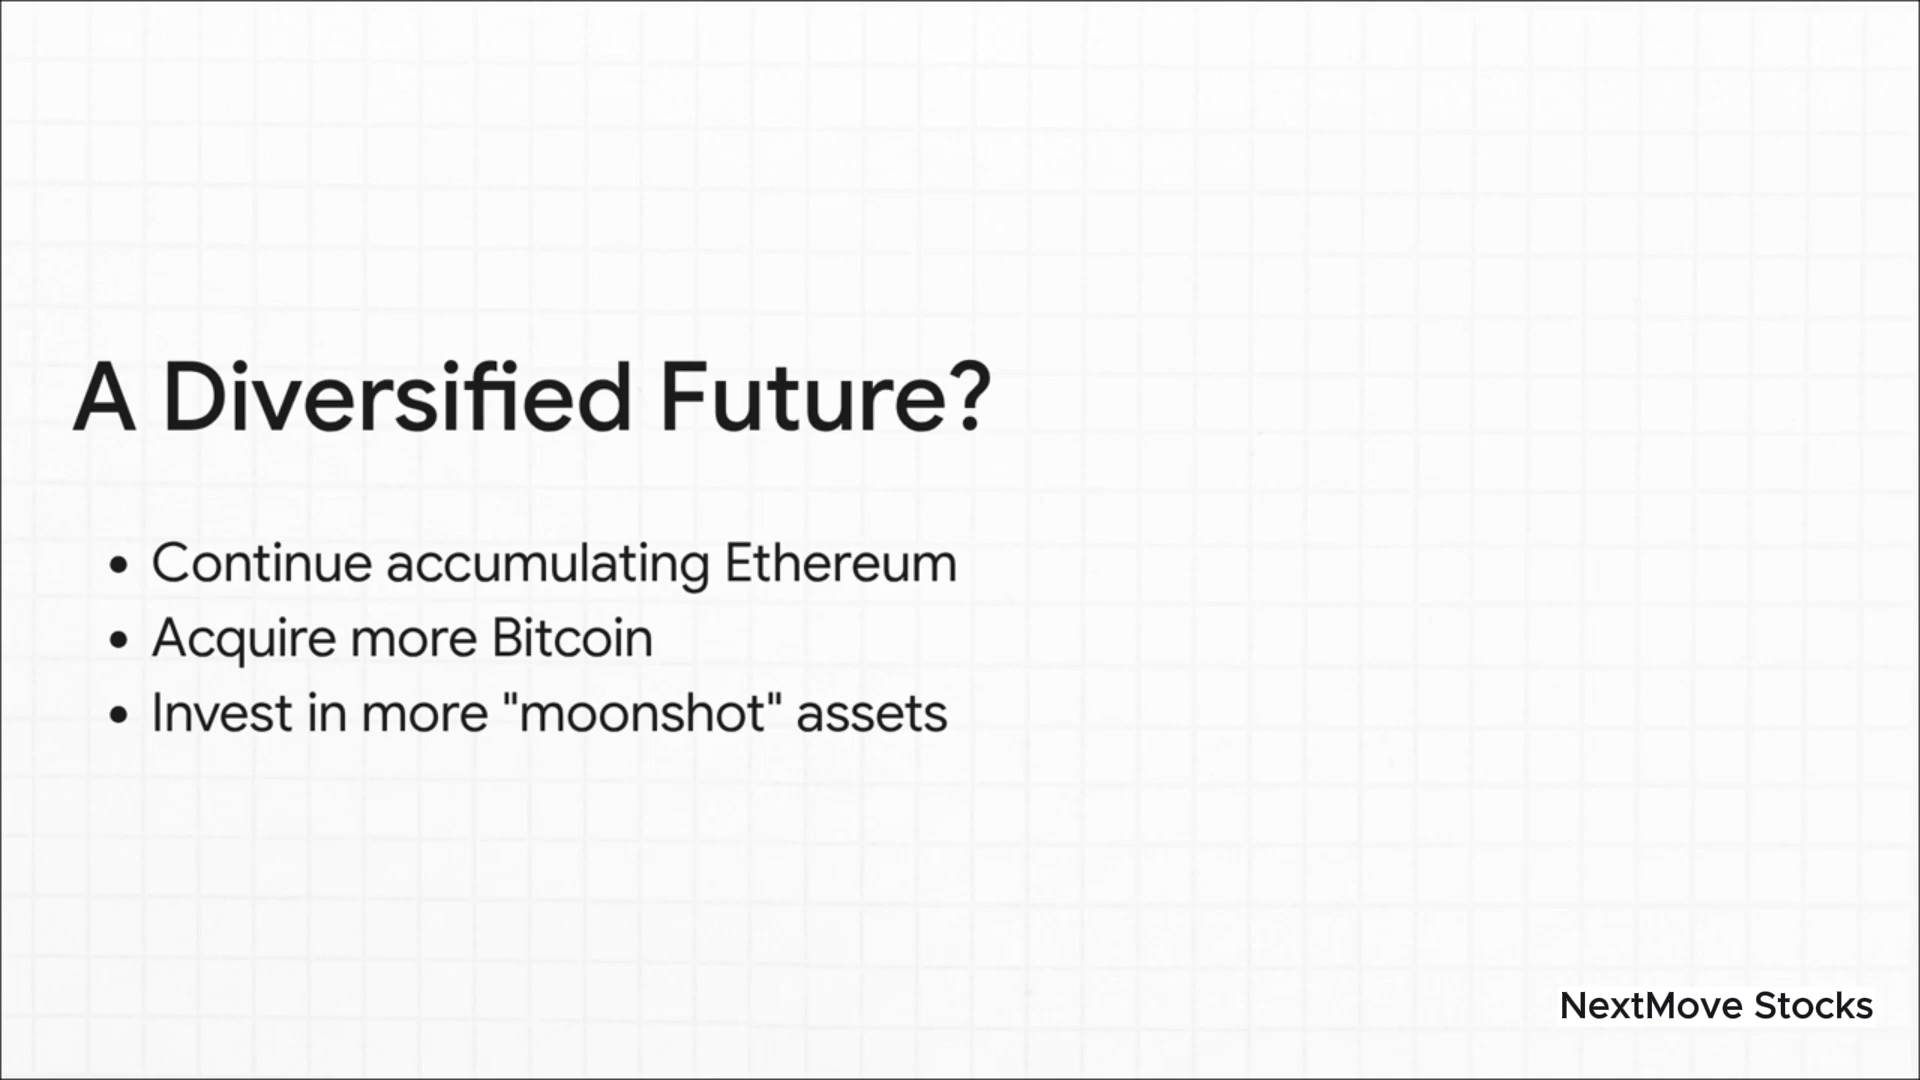 A Diversified Future?
• Continue accumulating Ethereum
• Acquire more Bitcoin
• Invest in more "moonshot" assets
NextMove Stocks